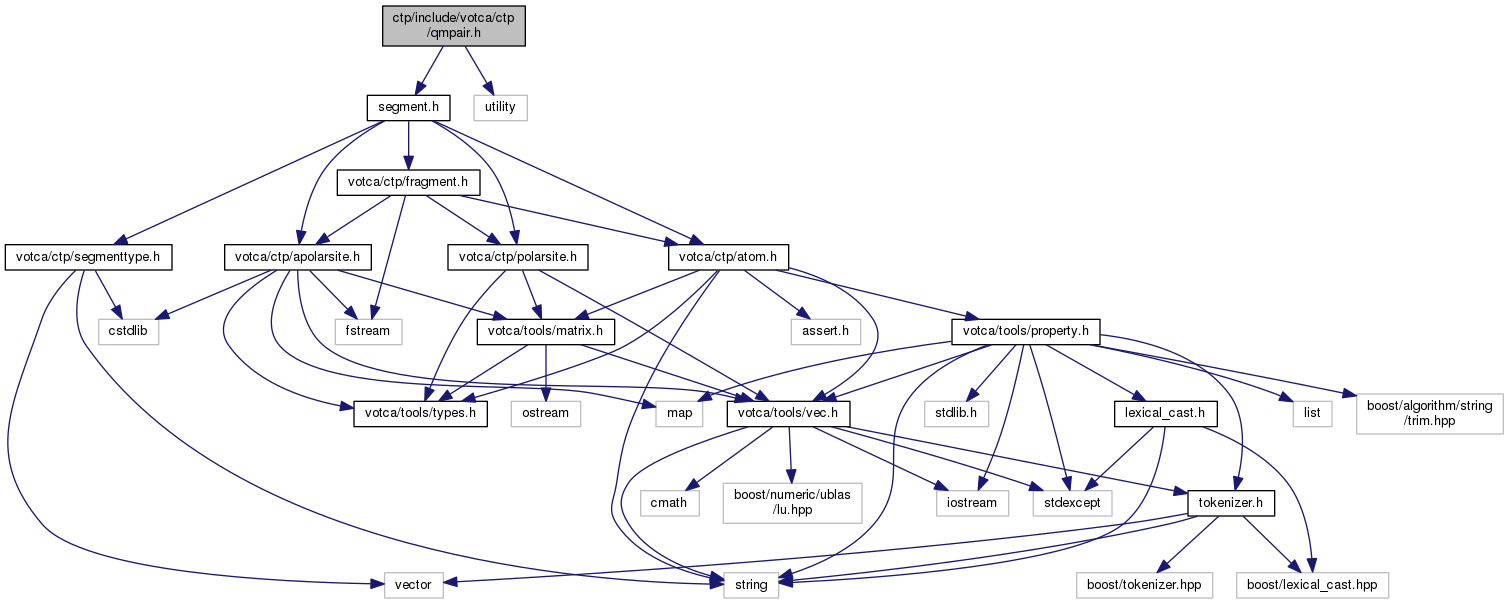 ctp/include/votca/ctp
/qmpair.h
segment.h
utility
votca/ctp/fragment.h
votca/ctp/segmenttype.h
votca/ctp/apolarsite.h
votca/ctp/polarsite.h
votca/ctp/atom.h
cstdlib
fstream
votca/tools/matrix.h
assert.h
votca/tools/property.h
votca/tools/types.h
ostream
map
votca/tools/vec.h
stdlib.h
lexical_cast.h
list
boost/algorithm/string
/trim.hpp
cmath
boost/numeric/ublas
/lu.hpp
iostream
stdexcept
tokenizer.h
vector
string
boost/tokenizer.hpp
boost/lexical_cast.hpp